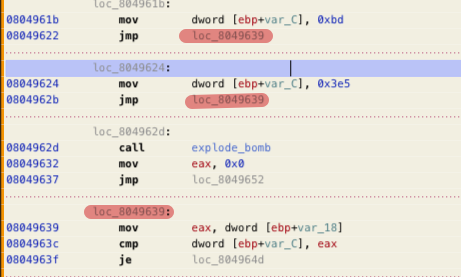 loc_804961b:
0804961b mov dword [ebp+var_C], 0xbd
08049622 jmp loc_8049639
loc_8049624:
08049624 mov dword [ebp+var_C], 0x3e5
0804962b jmp loc_8049639
loc_804962d:
0804962d call explode_bomb
08049632 mov eax, 0x0
08049637 jmp loc_8049652
loc_8049639:
08049639 mov eax, dword [ebp+var_18]
0804963c cmp dword [ebp+var_C], eax
0804963f je loc_804964d